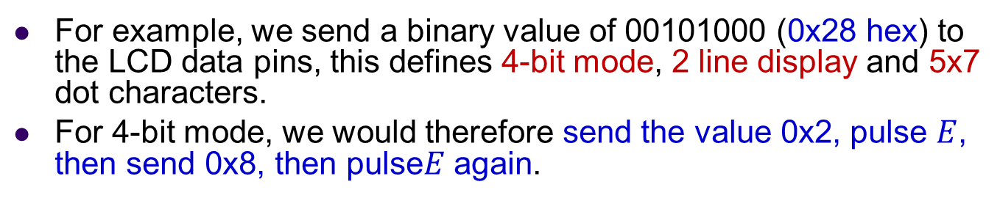 • For example, we send a binary value of 00101000 (0x28 hex) to
the LCD data pins, this defines 4-bit mode, 2 line display and 5x7
dot characters.
• For 4-bit mode, we would therefore send the value 0x2, pulse E,
then send 0x8, then pulseE again.